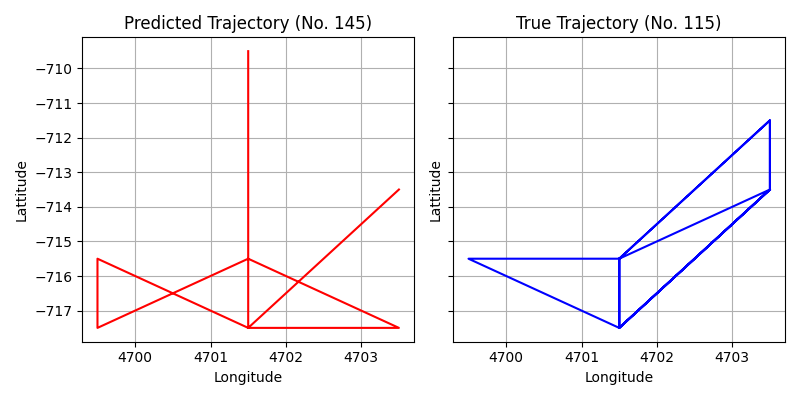 Predicted Trajectory (No. 145)
True Trajectory (No. 115)
−710
−711
−712
−713
−714
−715
−716
−717
Lattitude
Lattitude
4700 4701 4702 4703
4700 4701 4702 4703
Longitude
Longitude